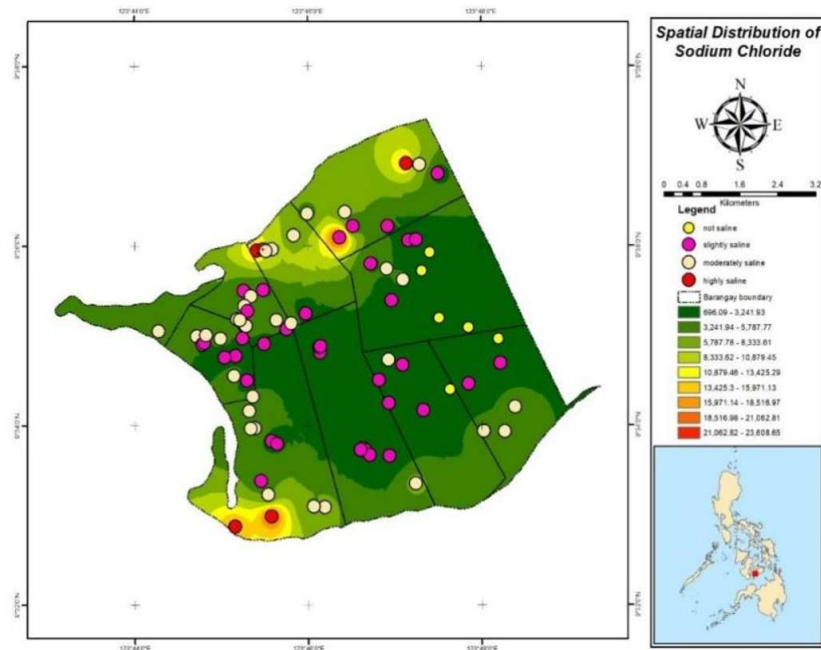 Spatial Distribution of
Sodium Chloride
N
W
E
S
0 0.4 0.8 1.6 2.4 3.2
Kilometers
Legend
not saline
slightly saline
moderately saline
highly saline
Barangay boundary
696.09 - 3,241.93
3,241.94 - 5,787.77
5,787.78 - 8,333.61
8,333.62 - 10,879.45
10,879.46 - 13,425.29
13,425.3 - 15,971.13
15,971.14 - 18,516.97
18,516.98 - 21,062.81
21,062.82 - 23,608.65